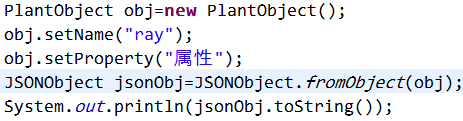 PlantObject obj=new PlantObject();
obj.setName("ray");
obj.setProperty("属性");
JSONObject jsonObj=JSONObject.fromObject(obj);
System.out.println(jsonObj.toString());